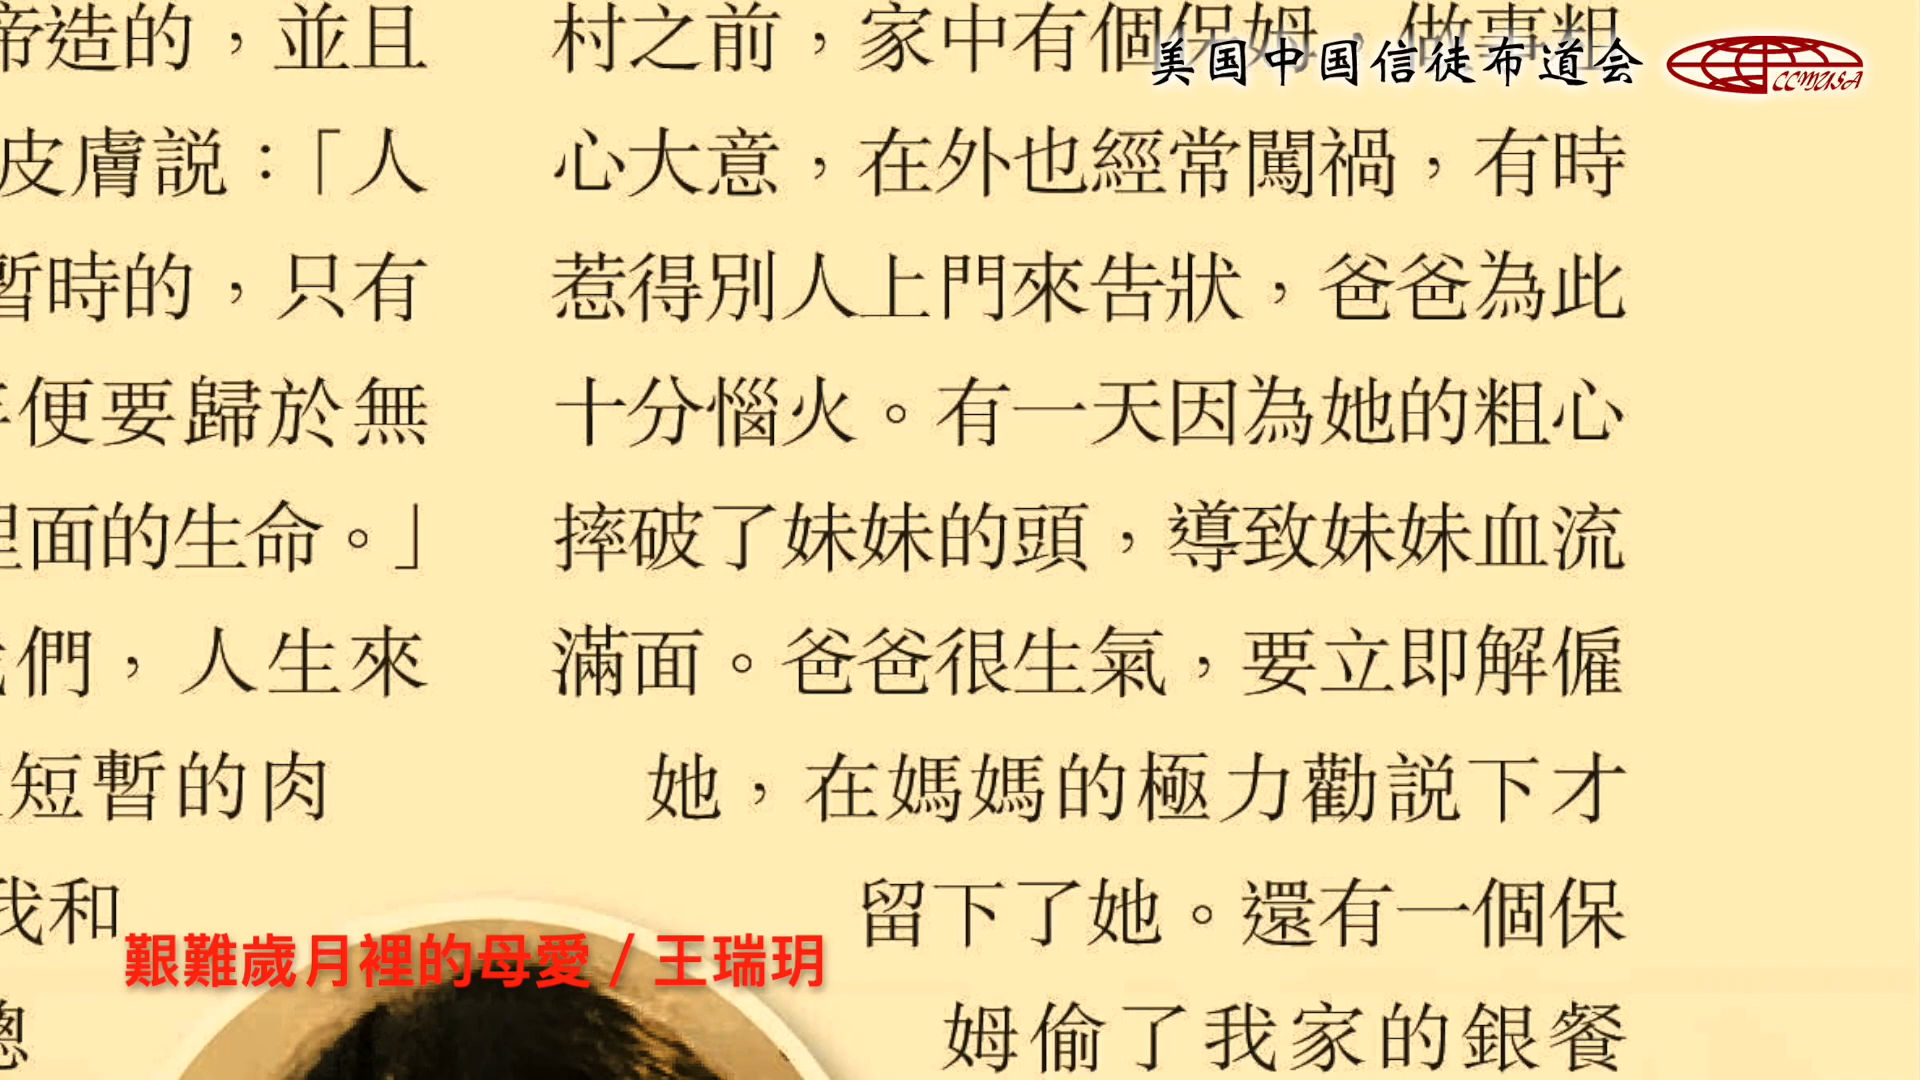 帝造的，並且
皮膚説：「人
暫時的，只有
便要歸於無
里面的生命。」
們，人生來
短暫的肉
我和
總
村之前，家中有個保姆，做事粗
心大意，在外也經常闖禍，有時
惹得別人上門來告狀，爸爸為此
十分惱火。有一天因為她的粗心
摔破了妹妹的頭，導致妹妹血流
滿面。爸爸很生氣，要立即解僱
她，在媽媽的極力勸説下才
留下了她。還有一個保
姆偷了我家的銀餐
美国中国信徒布道会
CCMUSA
艱難歲月裡的母愛 / 王瑞玥